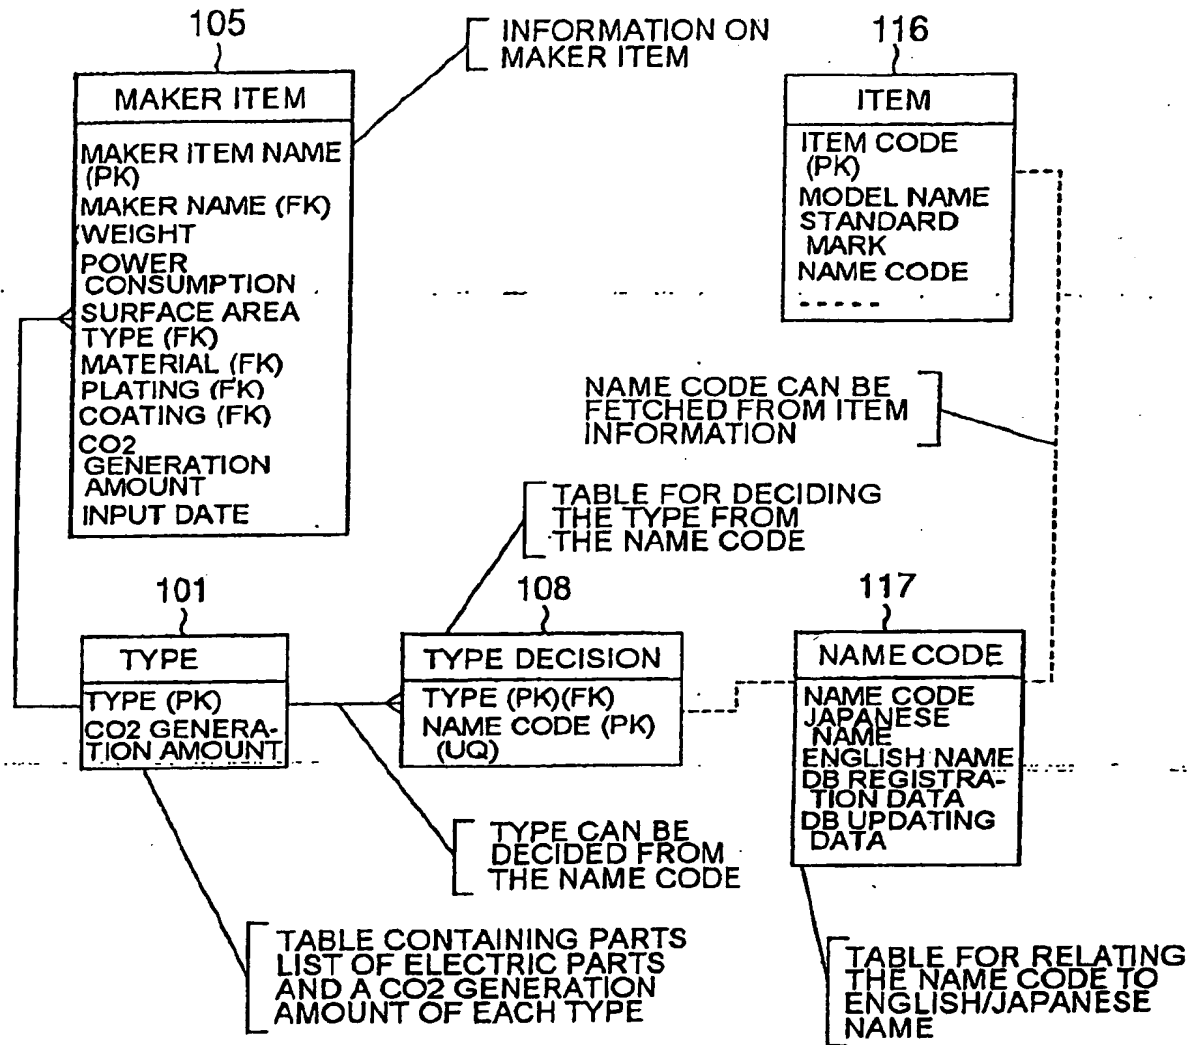 105
INFORMATION ON
MAKER ITEM
116
MAKER ITEM
MAKER ITEM NAME
(PK)
MAKER NAME (FK)
WEIGHT
POWER
CONSUMPTION
SURFACE AREA
TYPE (FK)
MATERIAL (FK)
PLATING (FK)
COATING (FK)
CO2
GENERATION
AMOUNT
INPUT DATE
ITEM
ITEM CODE
(PK)
MODEL NAME
STANDARD
MARK
NAME CODE
-----
NAME CODE CAN BE
FETCHED FROM ITEM
INFORMATION
TABLE FOR DECIDING
THE TYPE FROM
THE NAME CODE
101
TYPE
TYPE (PK)
CO2 GENERA-
TION AMOUNT
108
TYPE DECISION
TYPE (PK)(FK)
NAME CODE (PK)
(UQ)
117
NAME CODE
NAME CODE
JAPANESE
NAME
ENGLISH NAME
DB REGISTRA-
TION DATA
DB UPDATING
DATA
TYPE CAN BE
DECIDED FROM
THE NAME CODE
TABLE CONTAINING PARTS
LIST OF ELECTRIC PARTS
AND A CO2 GENERATION
AMOUNT OF EACH TYPE
TABLE FOR RELATING
THE NAME CODE TO
ENGLISH/JAPANESE
NAME